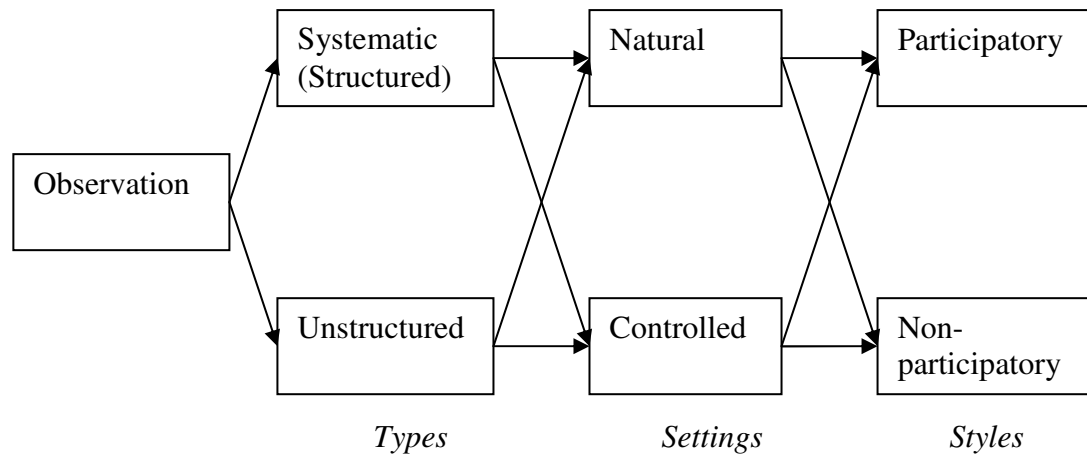 Systematic
(Structured)
Natural
Participatory
Observation
Unstructured
Controlled
Non-
participatory
Types
Settings
Styles